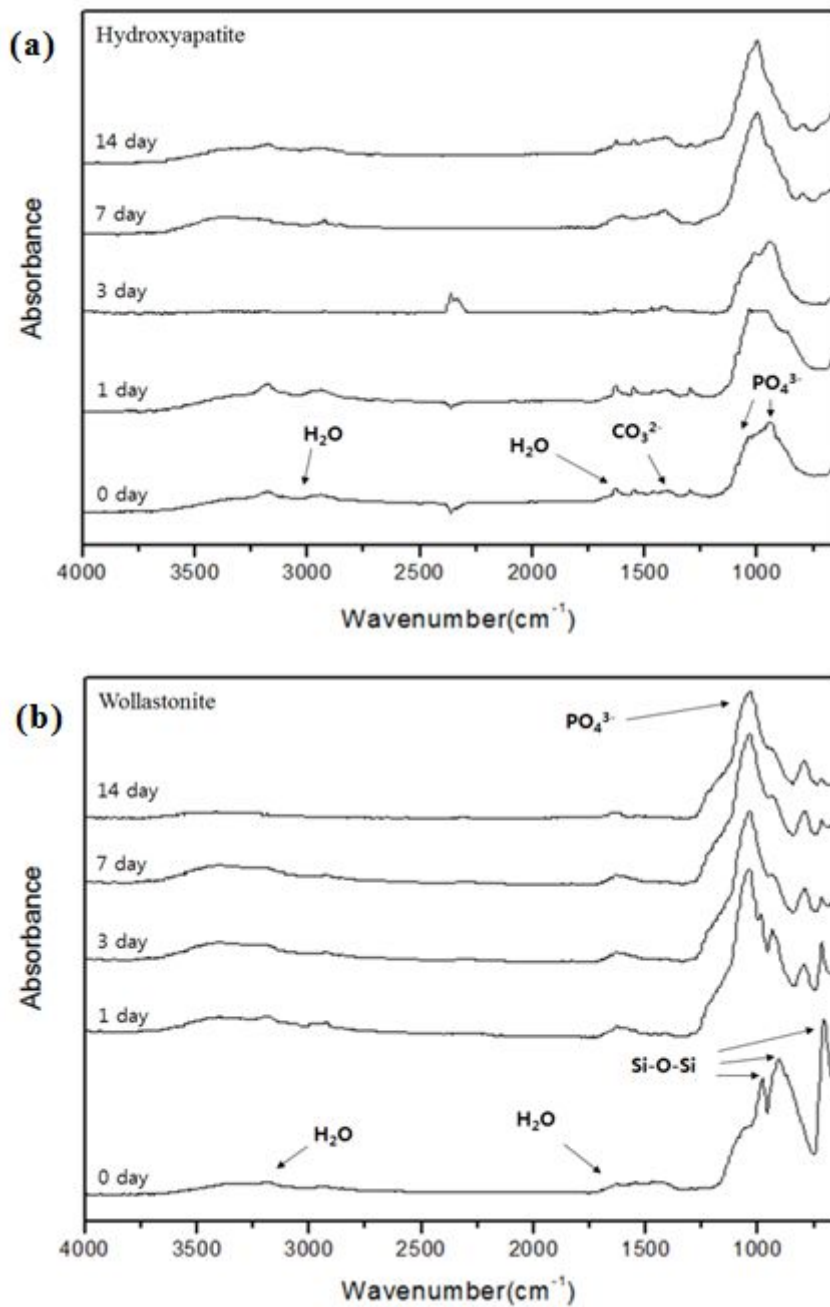 (a)
Hydroxyapatite
14 day
7 day
3 day
1 day
0 day
H₂O
H₂O
CO₃²⁻
PO₄³⁻
Absorbance
4000 3500 3000 2500 2000 1500 1000
Wavenumber(cm⁻¹)
(b)
Wollastonite
PO₄³⁻
14 day
7 day
3 day
1 day
Si-O-Si
H₂O
H₂O
0 day
Absorbance
4000 3500 3000 2500 2000 1500 1000
Wavenumber(cm⁻¹)